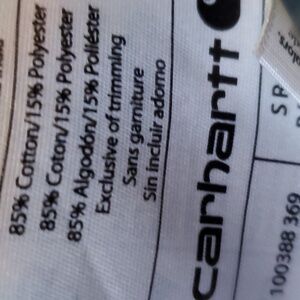 85% Cotton/15% Polyester
85% Coton/15% Polyester
85% Algodón/15% Poliéster
Exclusive of trimming
Sans garniture
Sin incluir adorno
carhartt
S R
100388 369
olors.